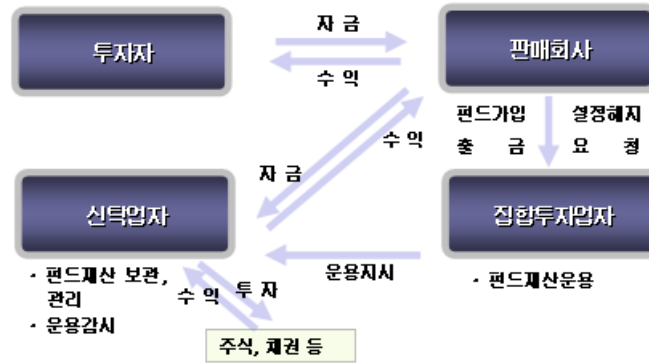 투자자
자 금
수 익
판매회사
펀드가입 설정해지
출 금 요 청
수 익
자 금
신탁업자
집합투자업자
운용지시
· 펀드재산 보관,
관리
· 운용감시
수 익
투 자
· 펀드재산운용
주식, 채권 등